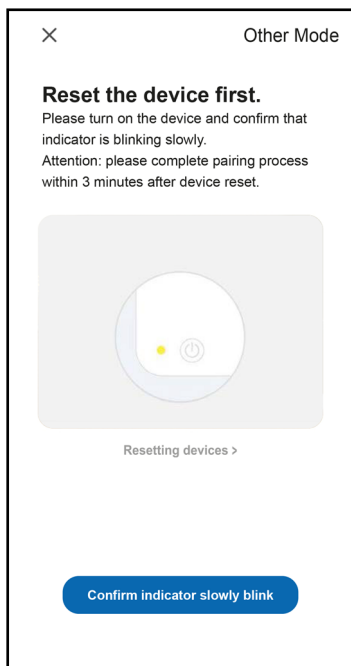 Other Mode
Reset the device first.
Please turn on the device and confirm that
indicator is blinking slowly.
Attention: please complete pairing process
within 3 minutes after device reset.
Resetting devices >
Confirm indicator slowly blink